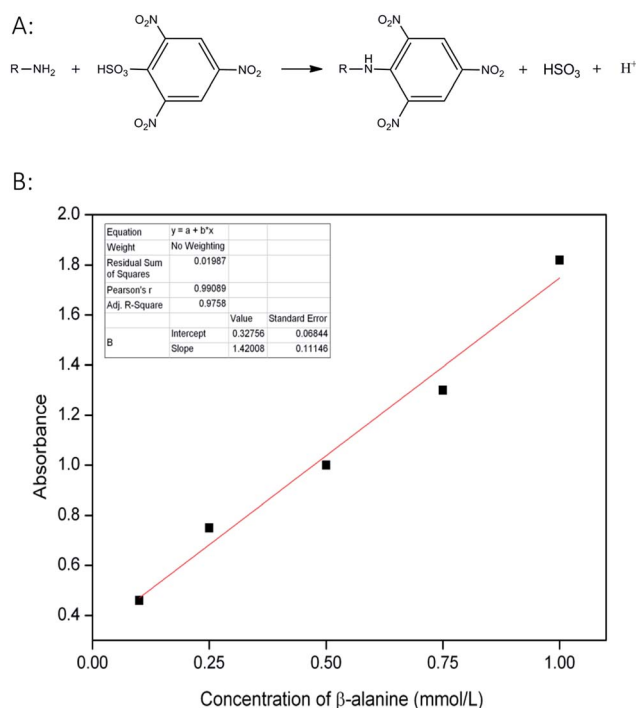 A:
R–NH₂ + HSO₃ O₂N NO₂ O₂N → R–N H O₂N NO₂ O₂N + HSO₃ + H⁺
B:
2.0
1.8
1.6
1.4
1.2
1.0
0.8
0.6
0.4
Absorbance
Equation y = a + b*x
Weight No Weighting
Residual Sum of Squares 0.01987
Pearson's r 0.99089
Adj. R-Square 0.9758
Value Standard Error
B Intercept 0.32756 0.06844
Slope 1.42008 0.11146
0.00 0.25 0.50 0.75 1.00
Concentration of β-alanine (mmol/L)